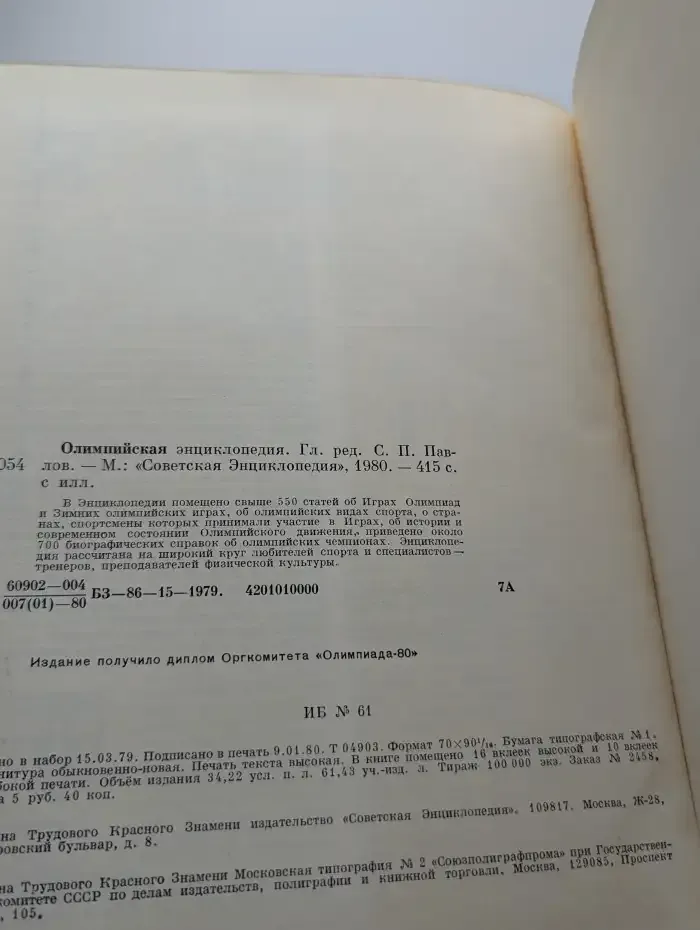 Олимпийская энциклопедия. Гл. ред. С. П. Пав-
054 лов. — М.: «Советская Энциклопедия», 1980. — 415 с.
с илл.
В Энциклопедии помещено свыше 550 статей об Играх Олимпиад
и Зимних олимпийских играх, об олимпийских видах спорта, о стра-
нах, спортсмены которых принимали участие в Играх, об истории и
современном состоянии Олимпийского движения, приведено около
700 биографических справок об олимпийских чемпионах. Энциклопе-
дия рассчитана на широкий круг любителей спорта и специалистов —
тренеров, преподавателей физической культуры.
60902—004
007(01)—80 БЗ—86—15—1979. 4201010000 7А
Издание получило диплом Оргкомитета «Олимпиада-80»
ИБ № 61
но в набор 15.03.79. Подписано в печать 9.01.80. Т 04903. Формат 70×90¹/₁₆. Бумага типографская № 1.
нитура обыкновенно-новая. Печать текста высокая. В книге помещено 16 вклеек высокой и 10 вклеек
бокой печати. Объём издания 34,22 усл. п. л. 61,43 уч.-изд. л. Тираж 100 000 экз. Заказ № 2458,
а 5 руб. 40 коп.
на Трудового Красного Знамени издательство «Советская Энциклопедия». 109817. Москва, Ж-28,
ровский бульвар, д. 8.
на Трудового Красного Знамени Московская типография № 2 «Союзполиграфпрома» при Государствен-
комитете СССР по делам издательств, полиграфии и книжной торговли. Москва, 129085, Проспект
, 105.